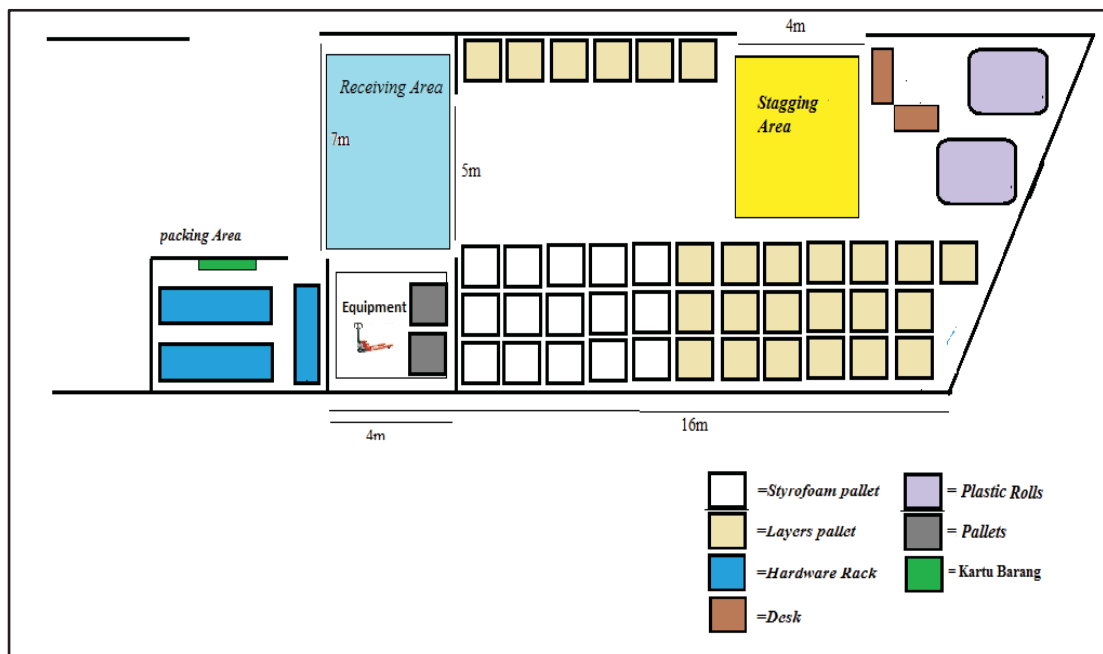 4m
Receiving Area
Stagging
Area
7m
5m
packing Area
Equipment
16m
4m
=Styrofoam pallet
= Plastic Rolls
=Layers pallet
= Pallets
=Hardware Rack
= Kartu Barang
=Desk